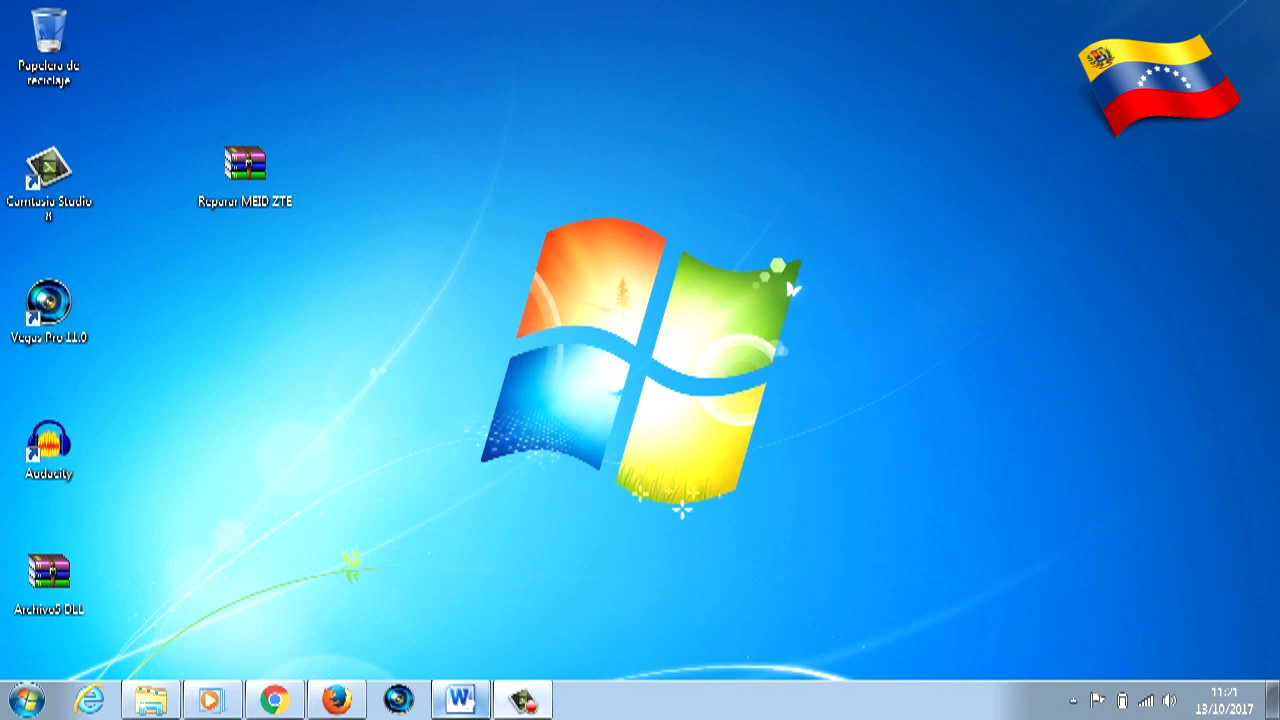 Papelera de
reciclaje
Camtasia Studio
8
Reparar MEID ZTE
Vegas Pro 11.0
Audacity
ArchivoS DLL
11:21
13/10/2017